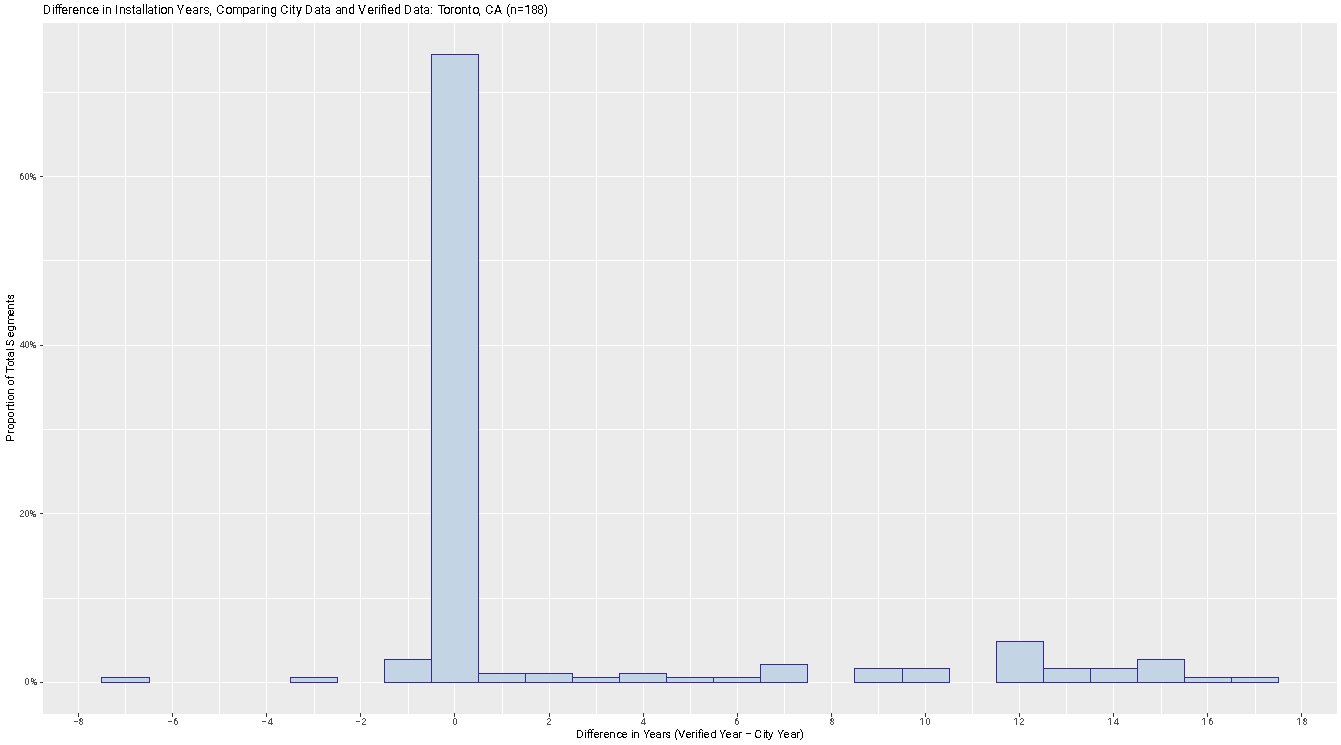 Difference in Installation Years, Comparing City Data and Verified Data: Toronto, CA (n=188)
Proportion of Total Segments
60%
40%
20%
0%
−8 −6 −4 −2 0 2 4 6 8 10 12 14 16 18
Difference in Years (Verified Year − City Year)